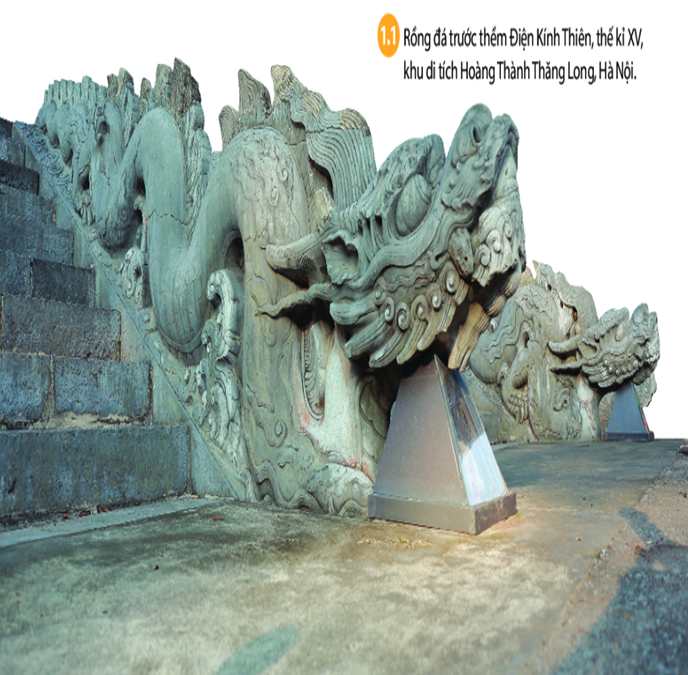 1.1 Rồng đá trước thềm Điện Kính Thiên, thế kỉ XV,
khu di tích Hoàng Thành Thăng Long, Hà Nội.